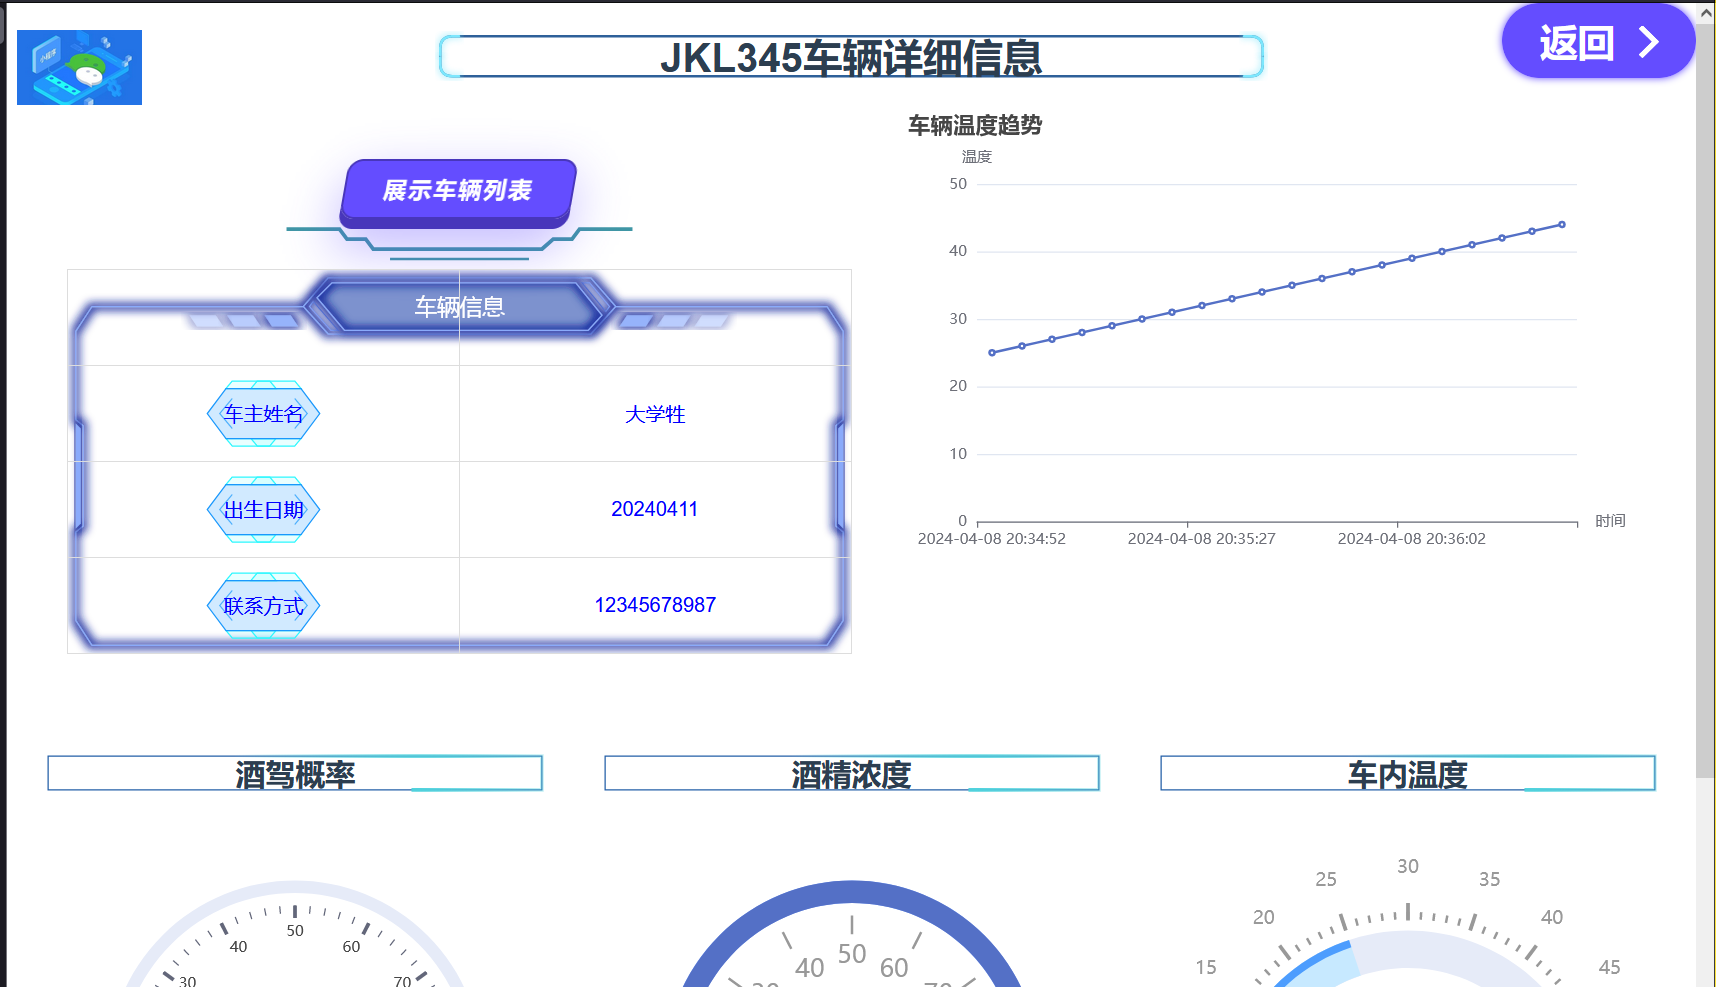 小程序
JKL345车辆详细信息
返回
展示车辆列表
车辆信息
车主姓名 大学牲
出生日期 20240411
联系方式 12345678987
车辆温度趋势
温度
50
40
30
20
10
0
时间
2024-04-08 20:34:52 2024-04-08 20:35:27 2024-04-08 20:36:02
酒驾概率
酒精浓度
车内温度
30 40 50 60 70
40 50 60
15 20 25 30 35 40 45